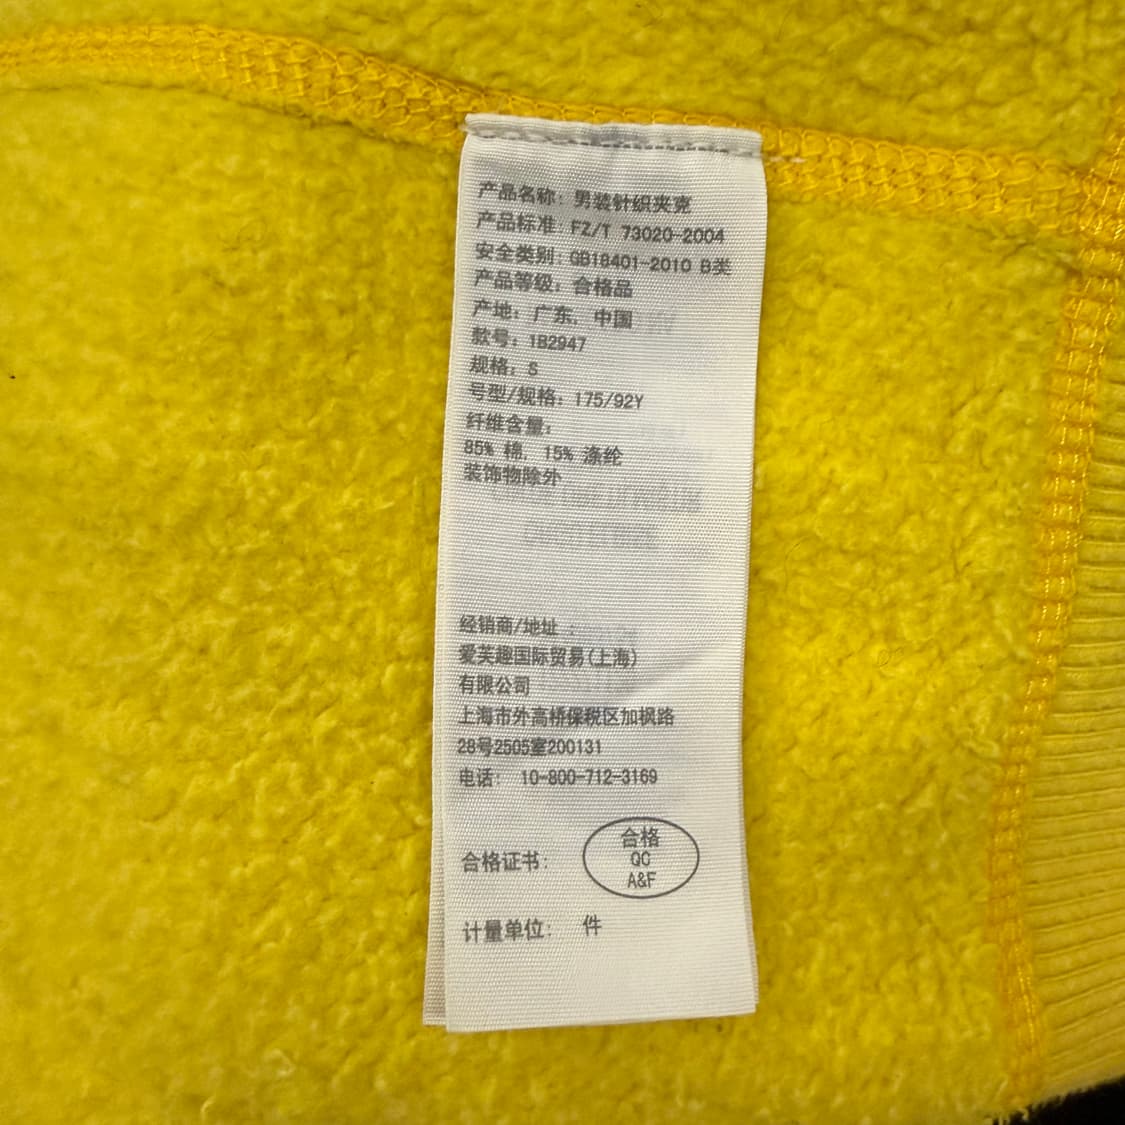 产品名称: 男装针织夹克
产品标准: FZ/T 73020-2004
安全类别: GB18401-2010 B类
产品等级: 合格品
产地: 广东, 中国
款号: 182947
规格: S
号型/规格: 175/92Y
纤维含量:
85% 棉, 15% 涤纶
装饰物除外
经销商/地址 :
爱芙趣国际贸易(上海)
有限公司
上海市外高桥保税区加枫路
28号2505室200131
电话: 10-800-712-3169
合格证书:
合格
QC
A&F
计量单位: 件